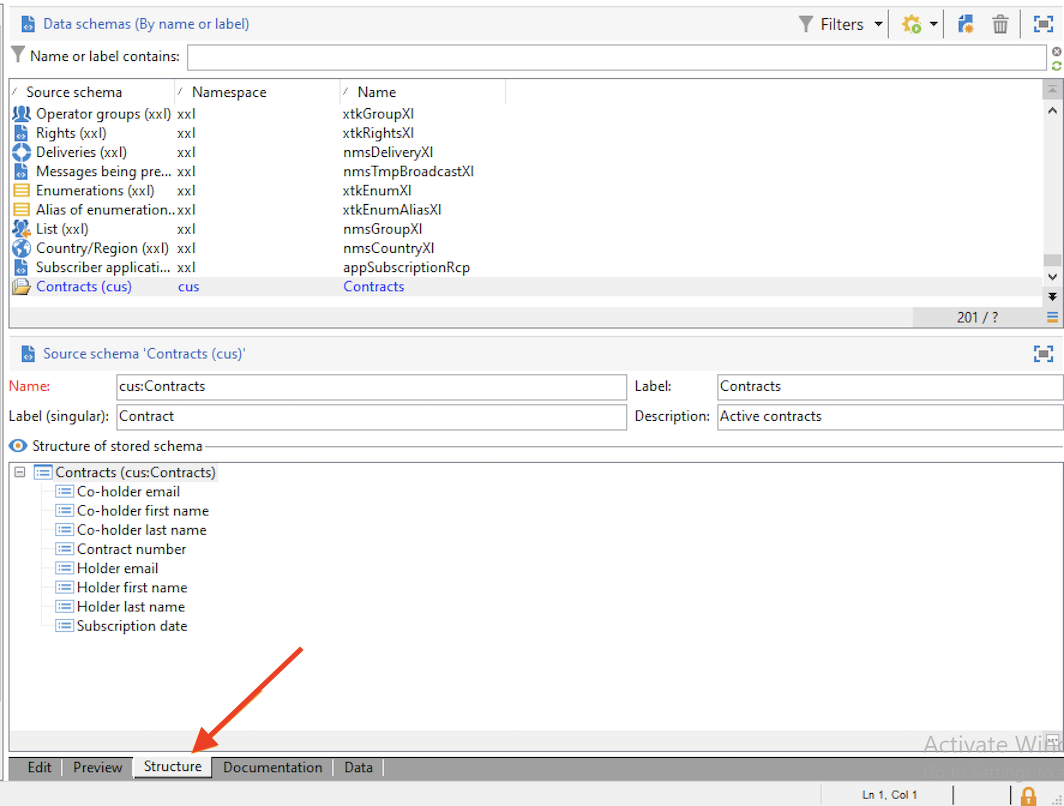 Data schemas (By name or label)
Filters
Name or label contains:
Source schema Namespace Name
Operator groups (xxl) xxl xtkGroupXl
Rights (xxl) xxl xtkRightsXl
Deliveries (xxl) xxl nmsDeliveryXl
Messages being pre... xxl nmsTmpBroadcastXl
Enumerations (xxl) xxl xtkEnumXl
Alias of enumeration... xxl xtkEnumAliasXl
List (xxl) xxl nmsGroupXl
Country/Region (xxl) xxl nmsCountryXl
Subscriber applicati... xxl appSubscriptionRcp
Contracts (cus) cus Contracts
201 / ?
Source schema 'Contracts (cus)'
Name: cus:Contracts Label: Contracts
Label (singular): Contract Description: Active contracts
Structure of stored schema
Contracts (cus:Contracts)
Co-holder email
Co-holder first name
Co-holder last name
Contract number
Holder email
Holder first name
Holder last name
Subscription date
Activate Wind
Edit Preview Structure Documentation Data
Go to Settings to
Ln 1, Col 1